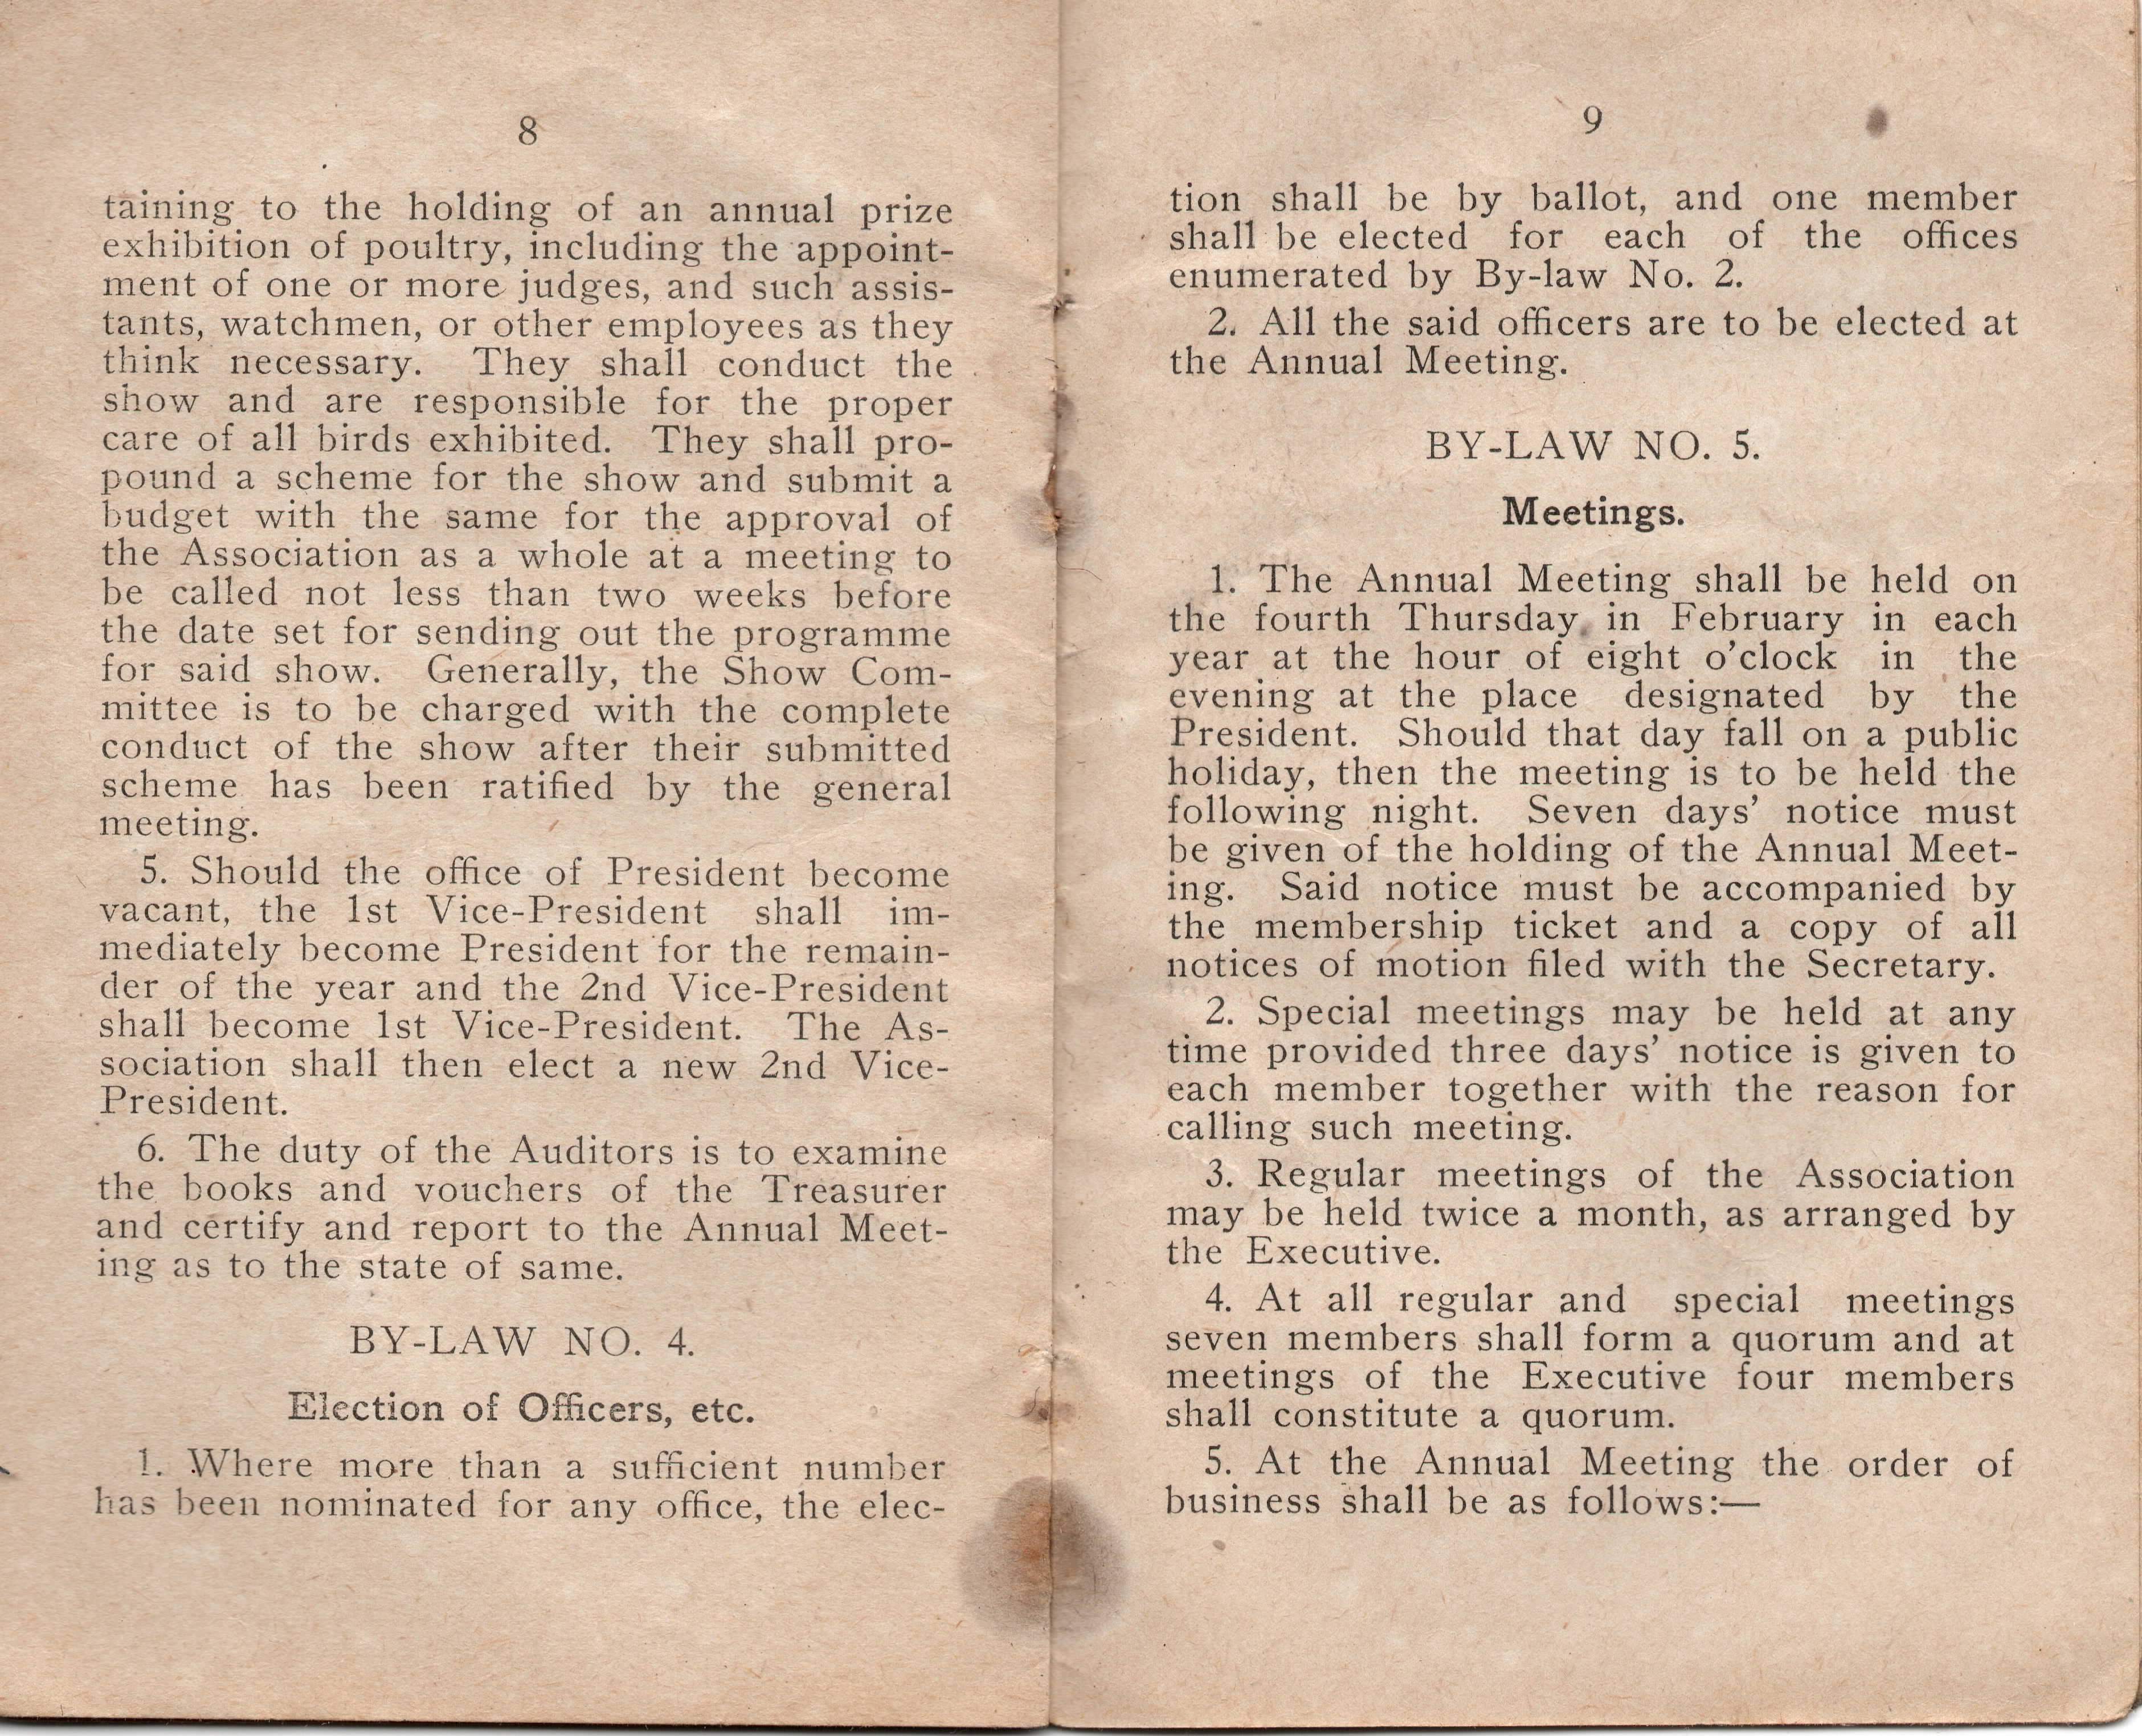 8
taining to the holding of an annual prize
exhibition of poultry, including the appoint-
ment of one or more judges, and such assis-
tants, watchmen, or other employees as they
think necessary. They shall conduct the
show and are responsible for the proper
care of all birds exhibited. They shall pro-
pound a scheme for the show and submit a
budget with the same for the approval of
the Association as a whole at a meeting to
be called not less than two weeks before
the date set for sending out the programme
for said show. Generally, the Show Com-
mittee is to be charged with the complete
conduct of the show after their submitted
scheme has been ratified by the general
meeting.
5. Should the office of President become
vacant, the 1st Vice-President shall im-
mediately become President for the remain-
der of the year and the 2nd Vice-President
shall become 1st Vice-President. The As-
sociation shall then elect a new 2nd Vice-
President.
6. The duty of the Auditors is to examine
the books and vouchers of the Treasurer
and certify and report to the Annual Meet-
ing as to the state of same.
BY-LAW NO. 4.
Election of Officers, etc.
1. Where more than a sufficient number
has been nominated for any office, the elec-
9
tion shall be by ballot, and one member
shall be elected for each of the offices
enumerated by By-law No. 2.
2. All the said officers are to be elected at
the Annual Meeting.
BY-LAW NO. 5.
Meetings.
1. The Annual Meeting shall be held on
the fourth Thursday in February in each
year at the hour of eight o’clock in the
evening at the place designated by the
President. Should that day fall on a public
holiday, then the meeting is to be held the
following night. Seven days’ notice must
be given of the holding of the Annual Meet-
ing. Said notice must be accompanied by
the membership ticket and a copy of all
notices of motion filed with the Secretary.
2. Special meetings may be held at any
time provided three days’ notice is given to
each member together with the reason for
calling such meeting.
3. Regular meetings of the Association
may be held twice a month, as arranged by
the Executive.
4. At all regular and special meetings
seven members shall form a quorum and at
meetings of the Executive four members
shall constitute a quorum.
5. At the Annual Meeting the order of
business shall be as follows:—